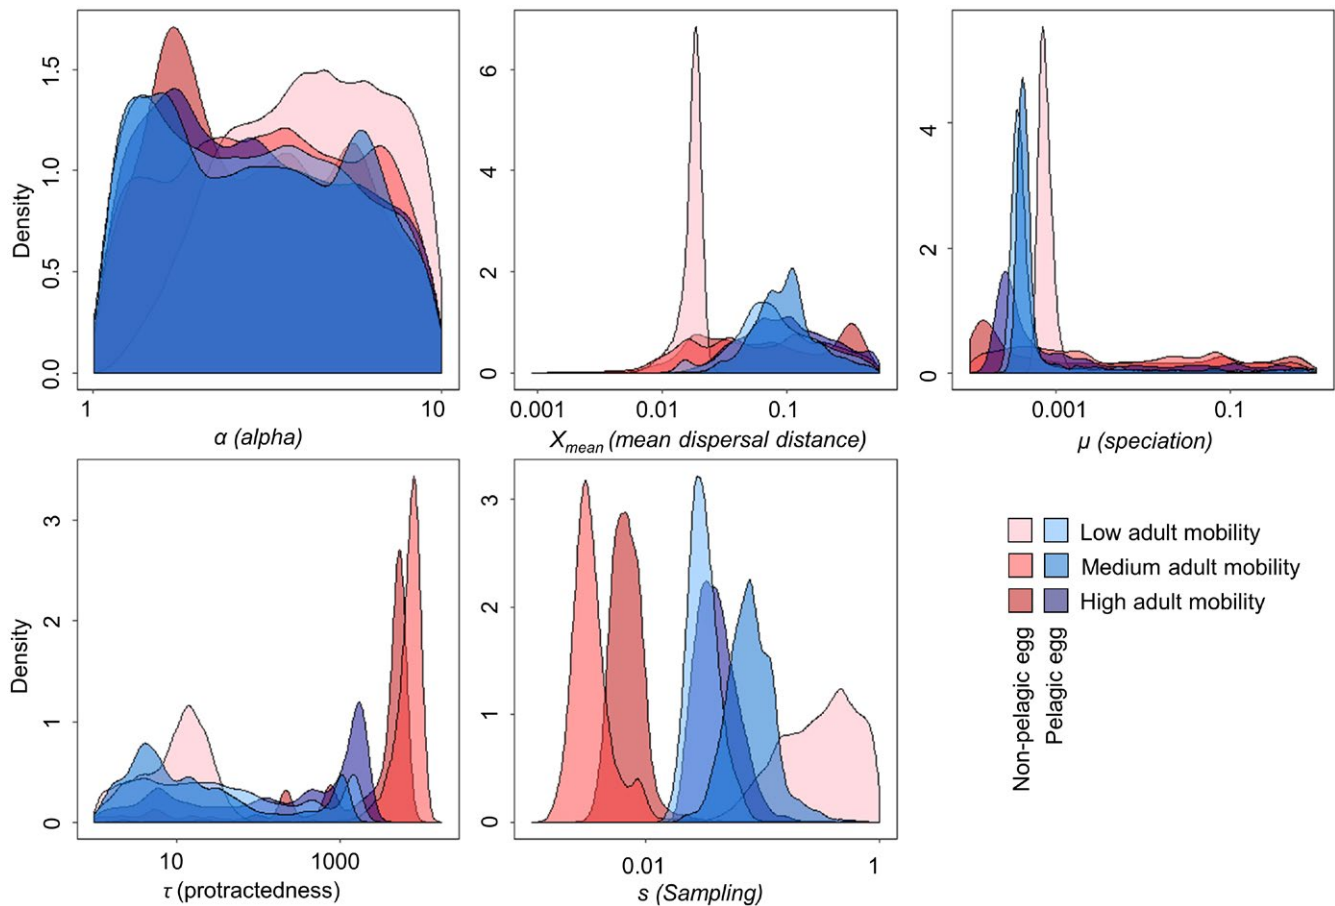 Density
0.0
0.5
1.0
1.5
1
10
α (alpha)
0
2
4
6
0.001
0.01
0.1
Xmean (mean dispersal distance)
0
2
4
0.001
0.1
μ (speciation)
Density
0
1
2
3
10
1000
τ (protractedness)
0
1
2
3
0.01
1
s (Sampling)
Low adult mobility
Medium adult mobility
High adult mobility
Non-pelagic egg
Pelagic egg